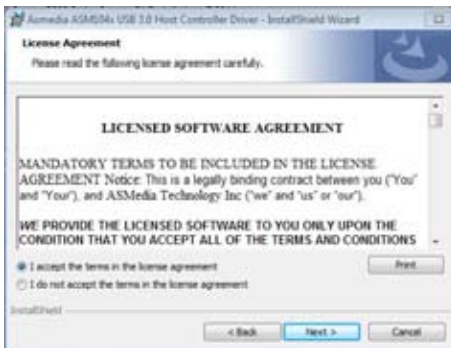 Asmedia ASM104x USB 3.0 Host Controller Driver - InstallShield Wizard
License Agreement
Please read the following license agreement carefully.
LICENSED SOFTWARE AGREEMENT
MANDATORY TERMS TO BE INCLUDED IN THE LICENSE
AGREEMENT Notice: This is a legally binding contract between you ("You"
and "Your"), and ASMedia Technology Inc ("we" and "us" or "our").
WE PROVIDE THE LICENSED SOFTWARE TO YOU ONLY UPON THE
CONDITION THAT YOU ACCEPT ALL OF THE TERMS AND CONDITIONS
I accept the terms in the license agreement
Print
I do not accept the terms in the license agreement
InstallShield
< Back
Next >
Cancel